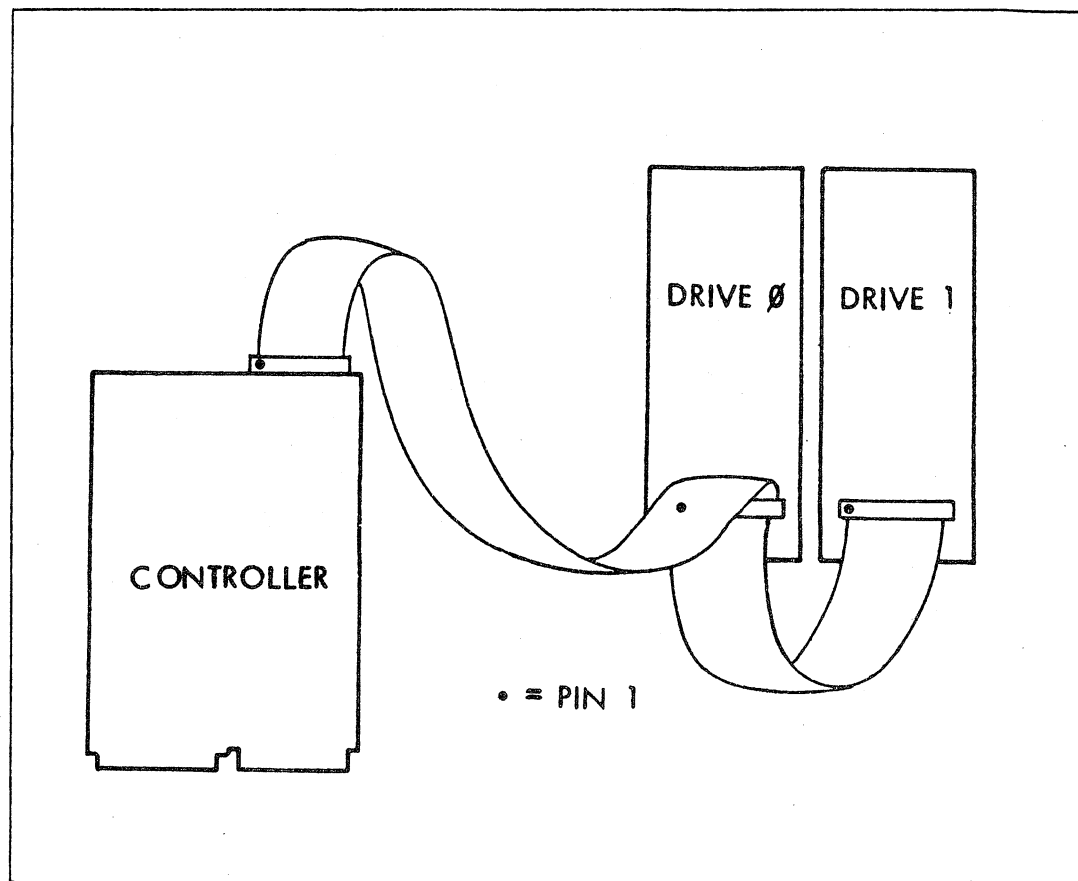 DRIVE Ø
DRIVE 1
CONTROLLER
• = PIN 1